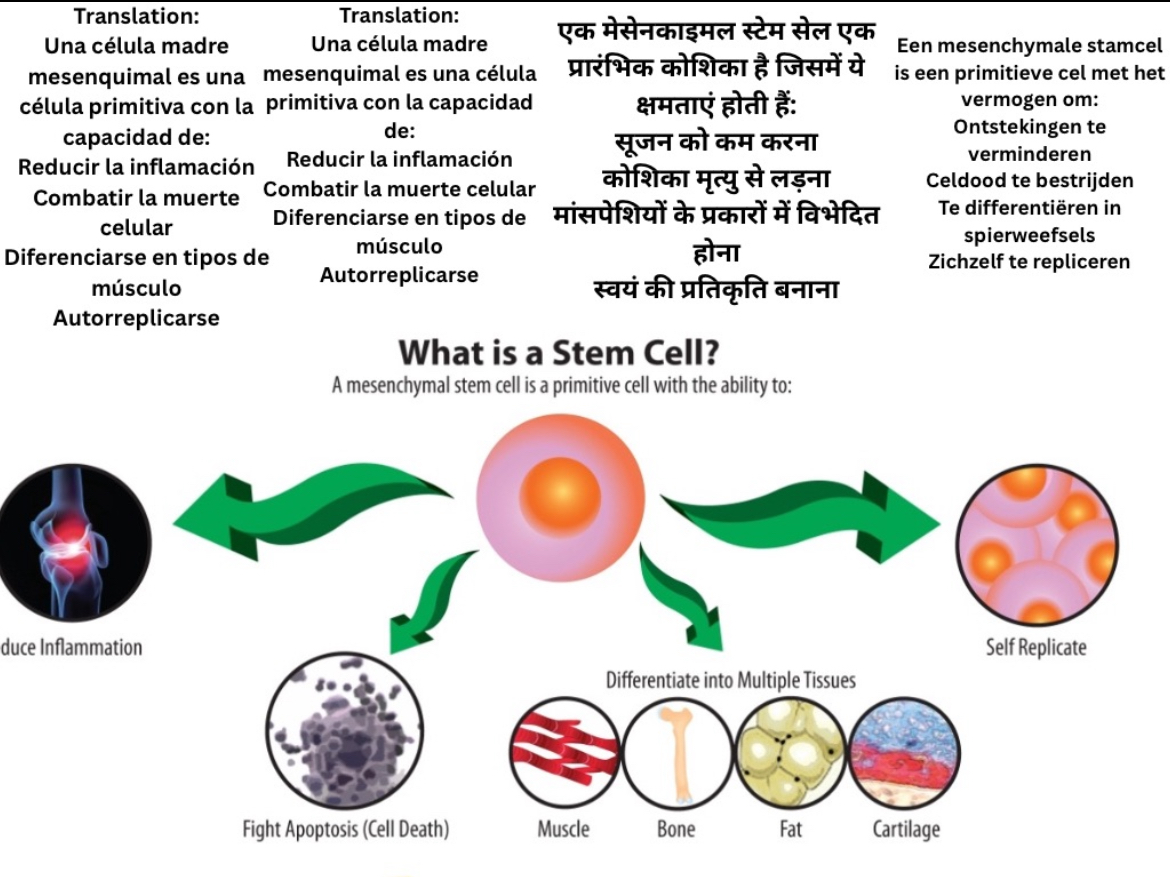 Translation:
Una célula madre
mesenquimal es una
célula primitiva con la
capacidad de:
Reducir la inflamación
Combatir la muerte
celular
Diferenciarse en tipos de
músculo
Autorreplicarse
Translation:
Una célula madre
mesenquimal es una célula
primitiva con la capacidad
de:
Reducir la inflamación
Combatir la muerte celular
Diferenciarse en tipos de
músculo
Autorreplicarse
एक मेसेनकाइमल स्टेम सेल एक
प्रारंभिक कोशिका है जिसमें ये
क्षमताएं होती हैं:
सूजन को कम करना
कोशिका मृत्यु से लड़ना
मांसपेशियों के प्रकारों में विभेदित
होना
स्वयं की प्रतिकृति बनाना
Een mesenchymale stamcel
is een primitieve cel met het
vermogen om:
Ontstekingen te
verminderen
Celdood te bestrijden
Te differentiëren in
spierweefsels
Zichzelf te repliceren
What is a Stem Cell?
A mesenchymal stem cell is a primitive cell with the ability to:
duce Inflammation
Self Replicate
Fight Apoptosis (Cell Death)
Differentiate into Multiple Tissues
Muscle
Bone
Fat
Cartilage